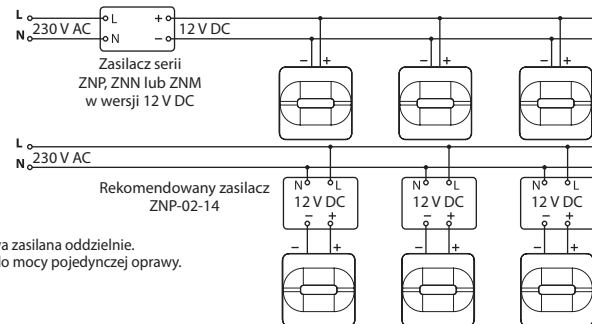 L 230 V AC L + 12 V DC
N N −
− + − + − +
Zasilacz serii
ZNP, ZNN lub ZNM
w wersji 12 V DC
L 230 V AC
N
Rekomendowany zasilacz
ZNP-02-14
N L N L N L
12 V DC 12 V DC 12 V DC
− + − + − +
zasilana oddzielnie.
mocy pojedynczej oprawy.
− + − + − +